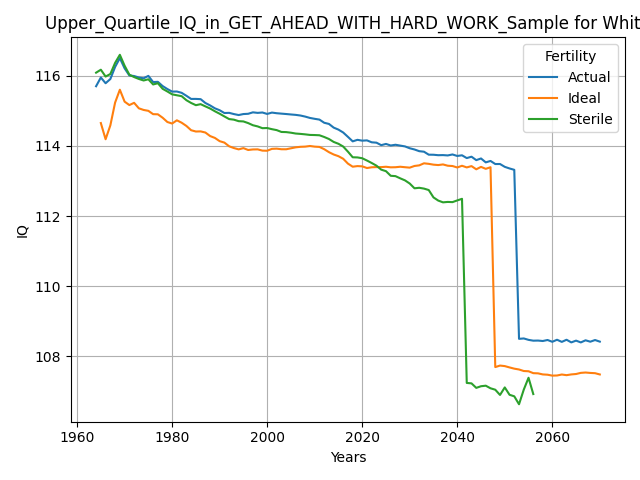 Upper_Quartile_IQ_in_GET_AHEAD_WITH_HARD_WORK_Sample for Whit
Fertility
Actual
Ideal
Sterile
116
114
112
110
108
IQ
1960
1980
2000
2020
2040
2060
Years